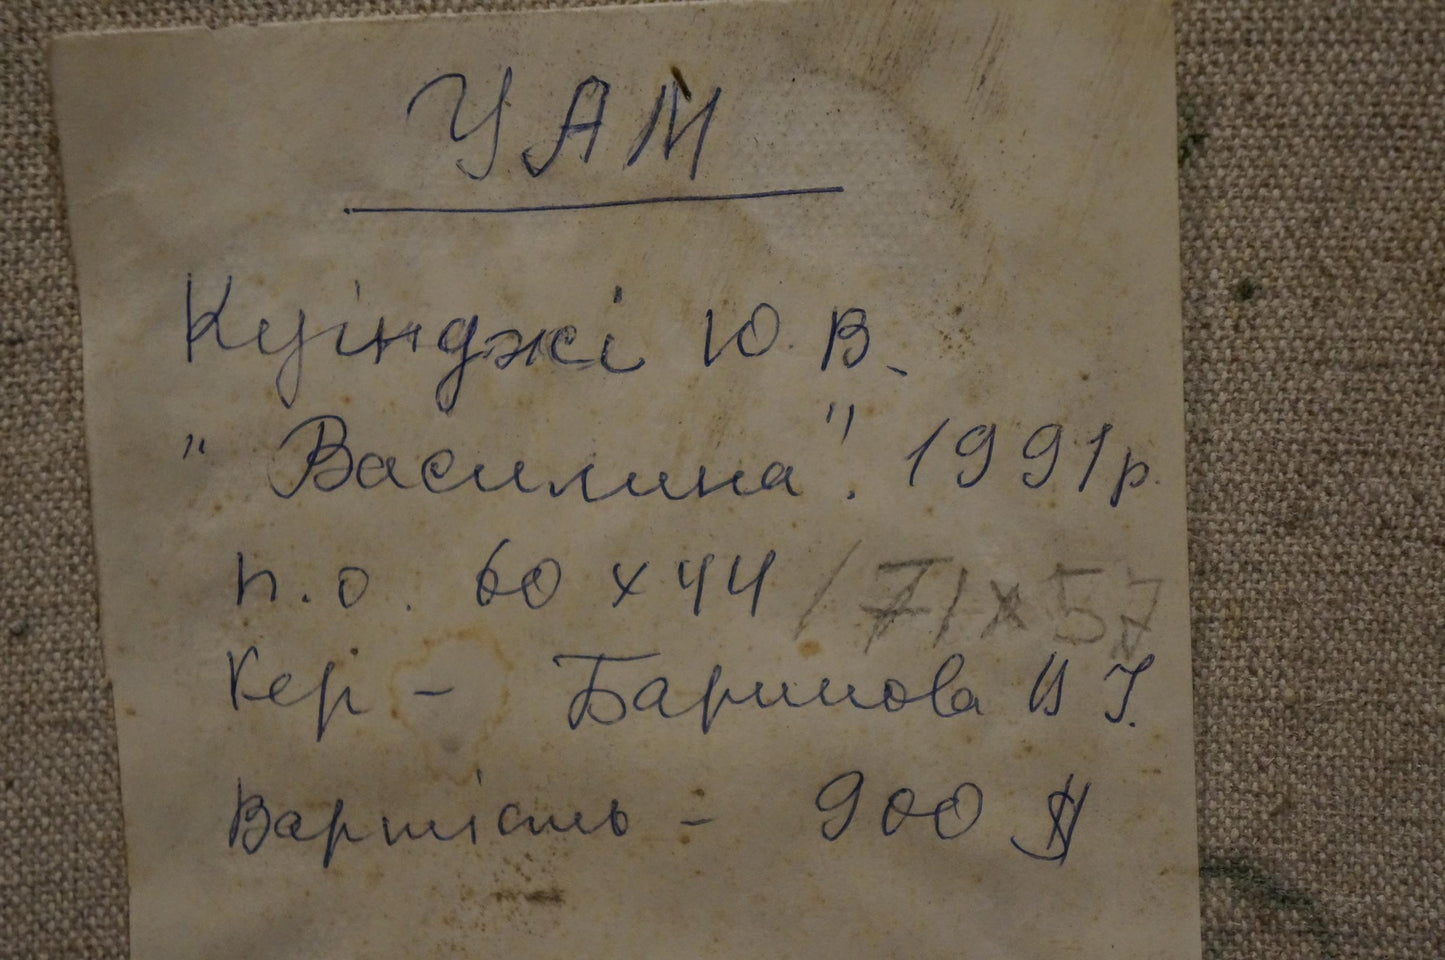 УАМ
Куїнджі Ю. В.
" Василина". 1991р.
п.о. 60 х 44 / 71х57
Кер - Баринова И І.
Вартість - 900 $